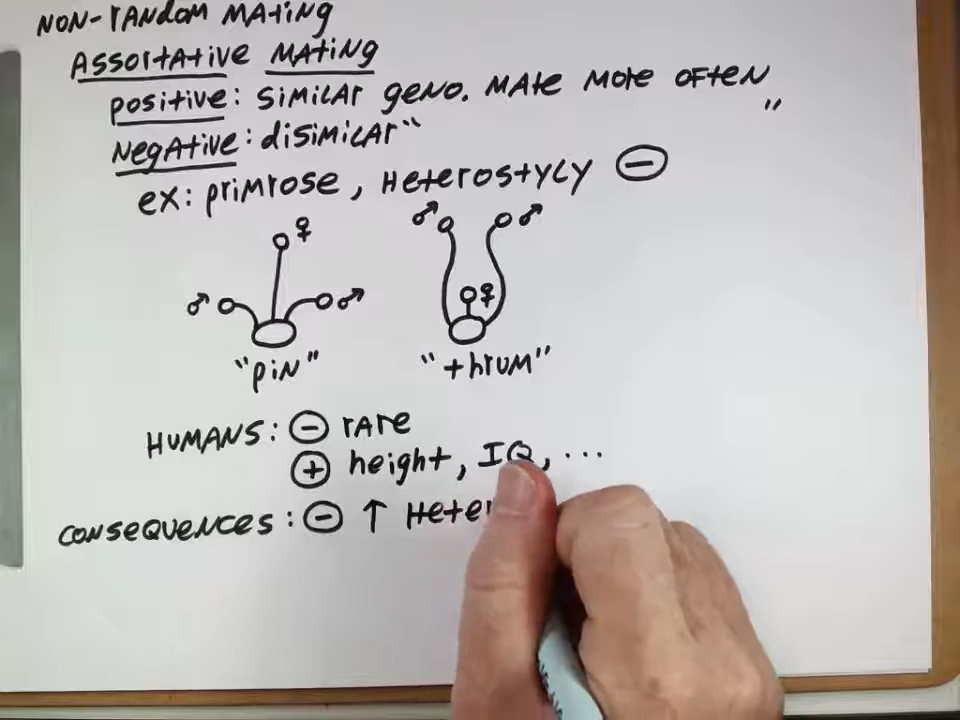 NON-RANDOM MATING
ASSORTATIVE MATING
POSITIVE: SIMILAR GENO. MATE MORE OFTEN
NEGATIVE: DISIMILAR " "
EX: PRIMROSE, HETEROSTYLY ⊖
♀ ♂ ♂
♂ ♂ ♀
"PIN" "THRUM"
HUMANS: ⊖ RARE
⊕ HEIGHT, IQ, ...
CONSEQUENCES: ⊖ ↑